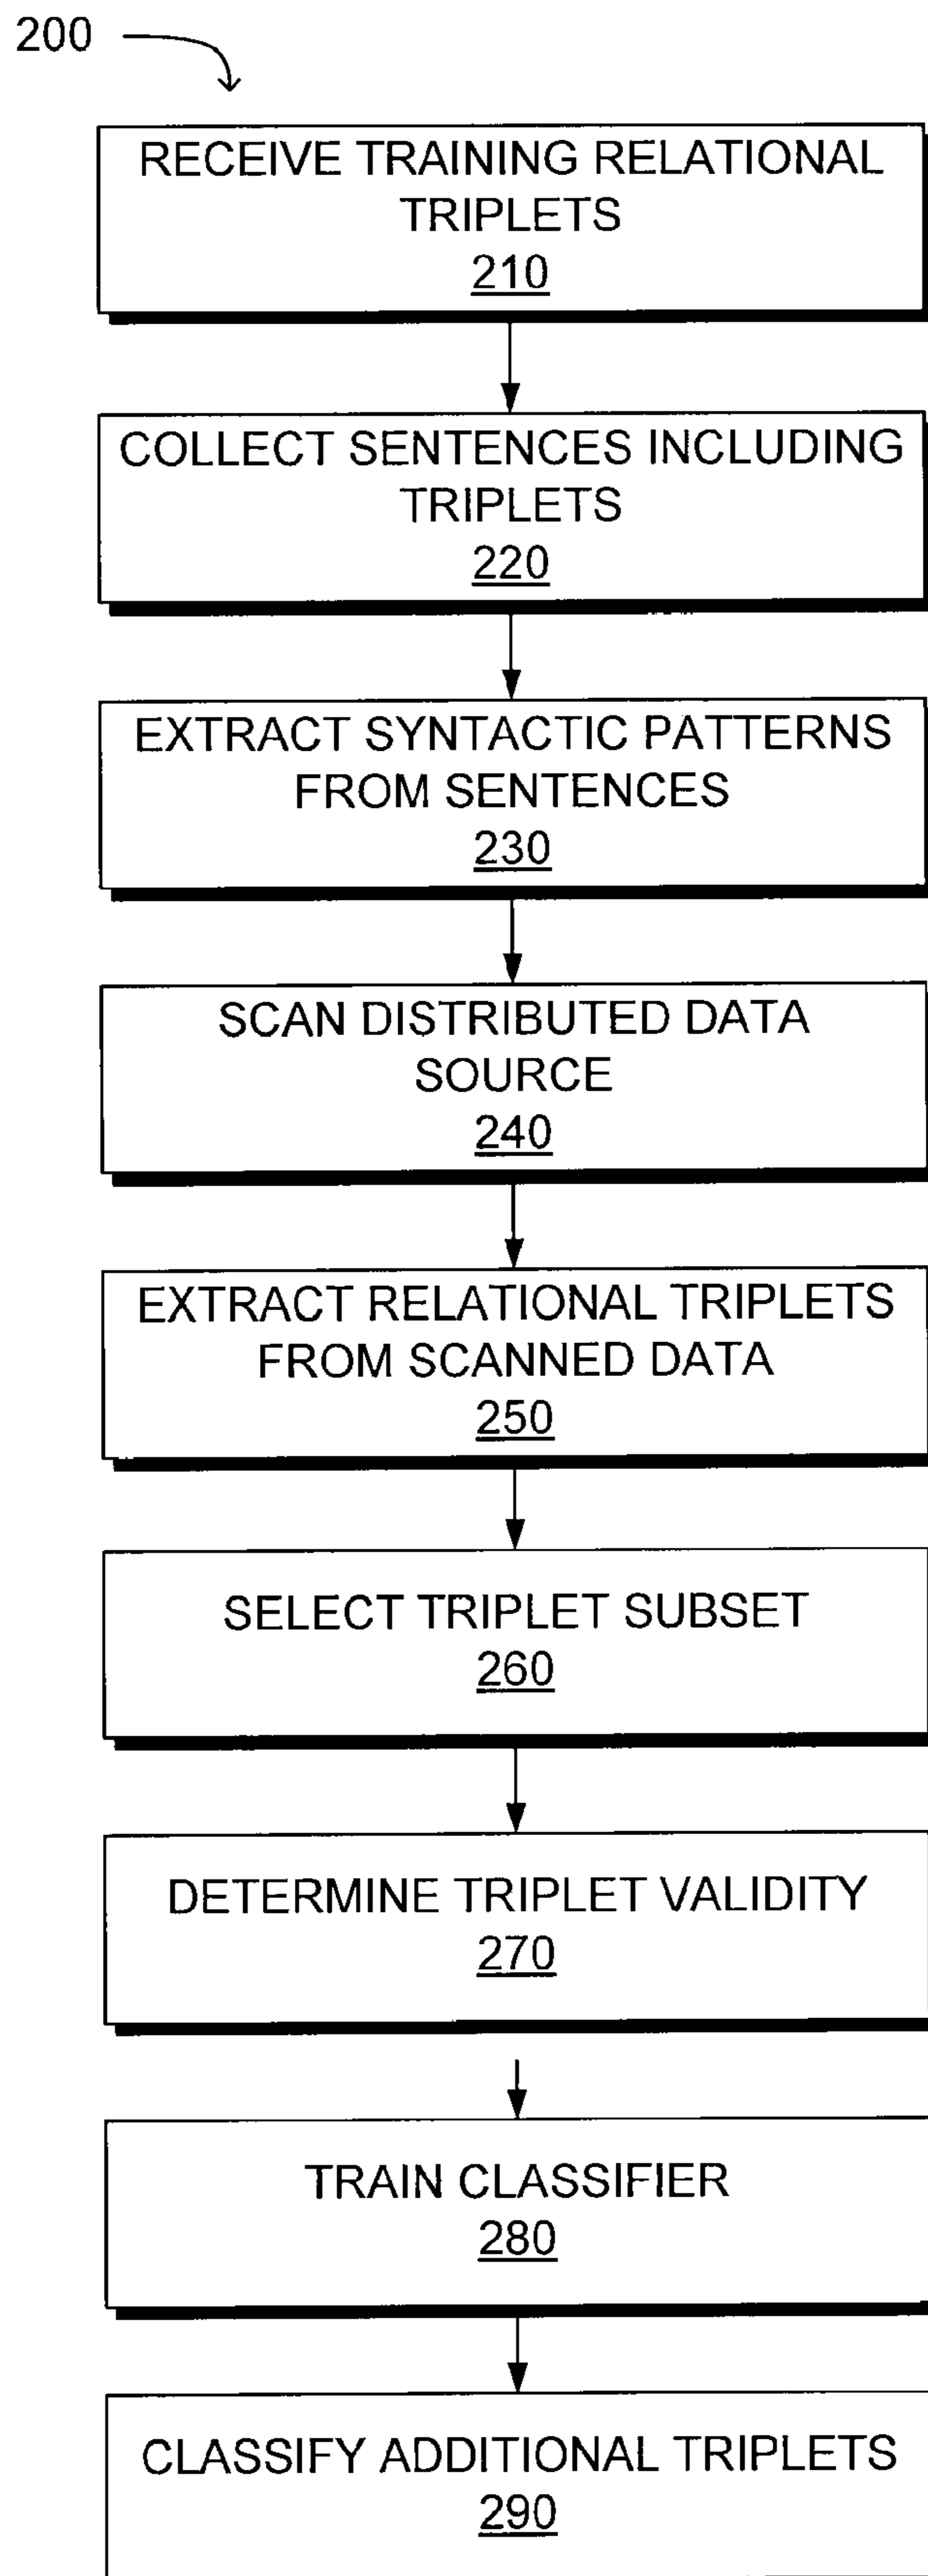 200
RECEIVE TRAINING RELATIONAL
TRIPLETS
210
COLLECT SENTENCES INCLUDING
TRIPLETS
220
EXTRACT SYNTACTIC PATTERNS
FROM SENTENCES
230
SCAN DISTRIBUTED DATA
SOURCE
240
EXTRACT RELATIONAL TRIPLETS
FROM SCANNED DATA
250
SELECT TRIPLET SUBSET
260
DETERMINE TRIPLET VALIDITY
270
TRAIN CLASSIFIER
280
CLASSIFY ADDITIONAL TRIPLETS
290